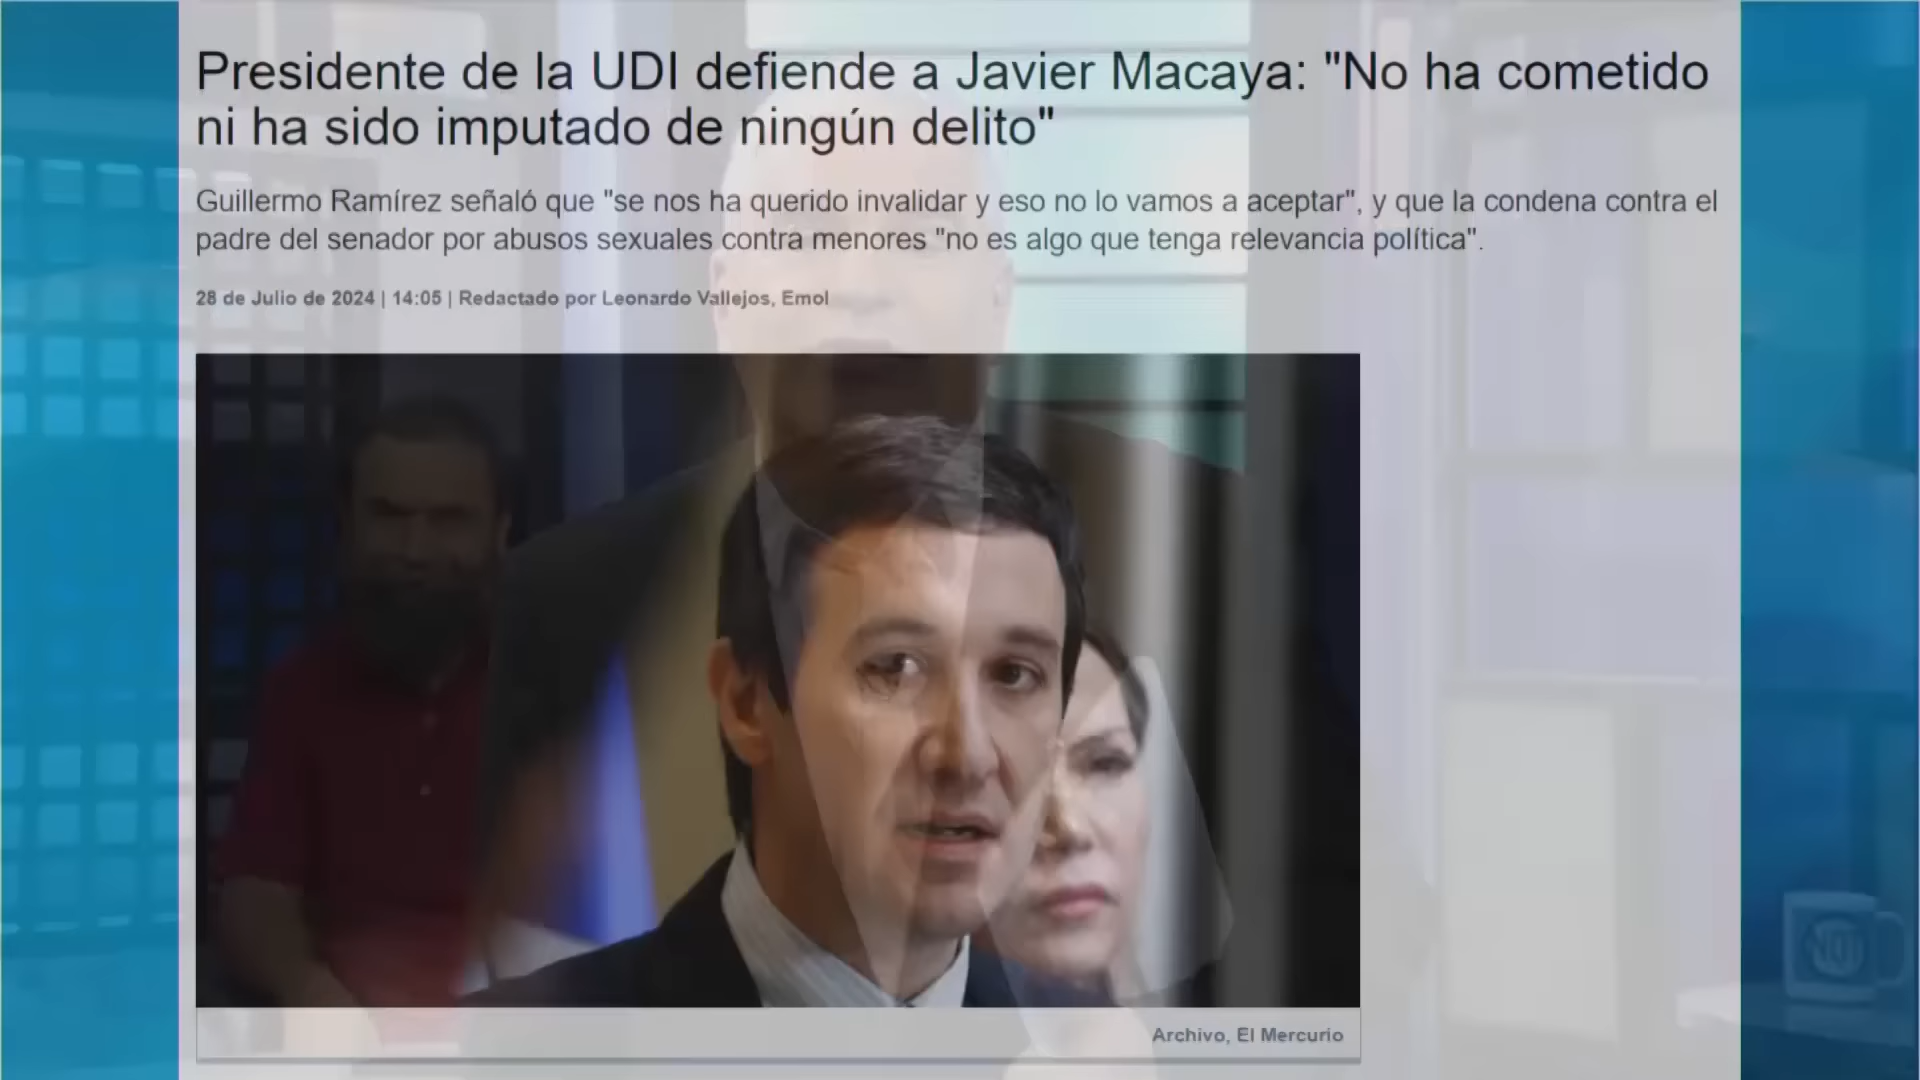 Presidente de la UDI defiende a Javier Macaya: "No ha cometido
ni ha sido imputado de ningún delito"
Guillermo Ramírez señaló que "se nos ha querido invalidar y eso no lo vamos a aceptar", y que la condena contra el
padre del senador por abusos sexuales contra menores "no es algo que tenga relevancia política".
28 de Julio de 2024 | 14:05 | Redactado por Leonardo Vallejos, Emol
Archivo, El Mercurio